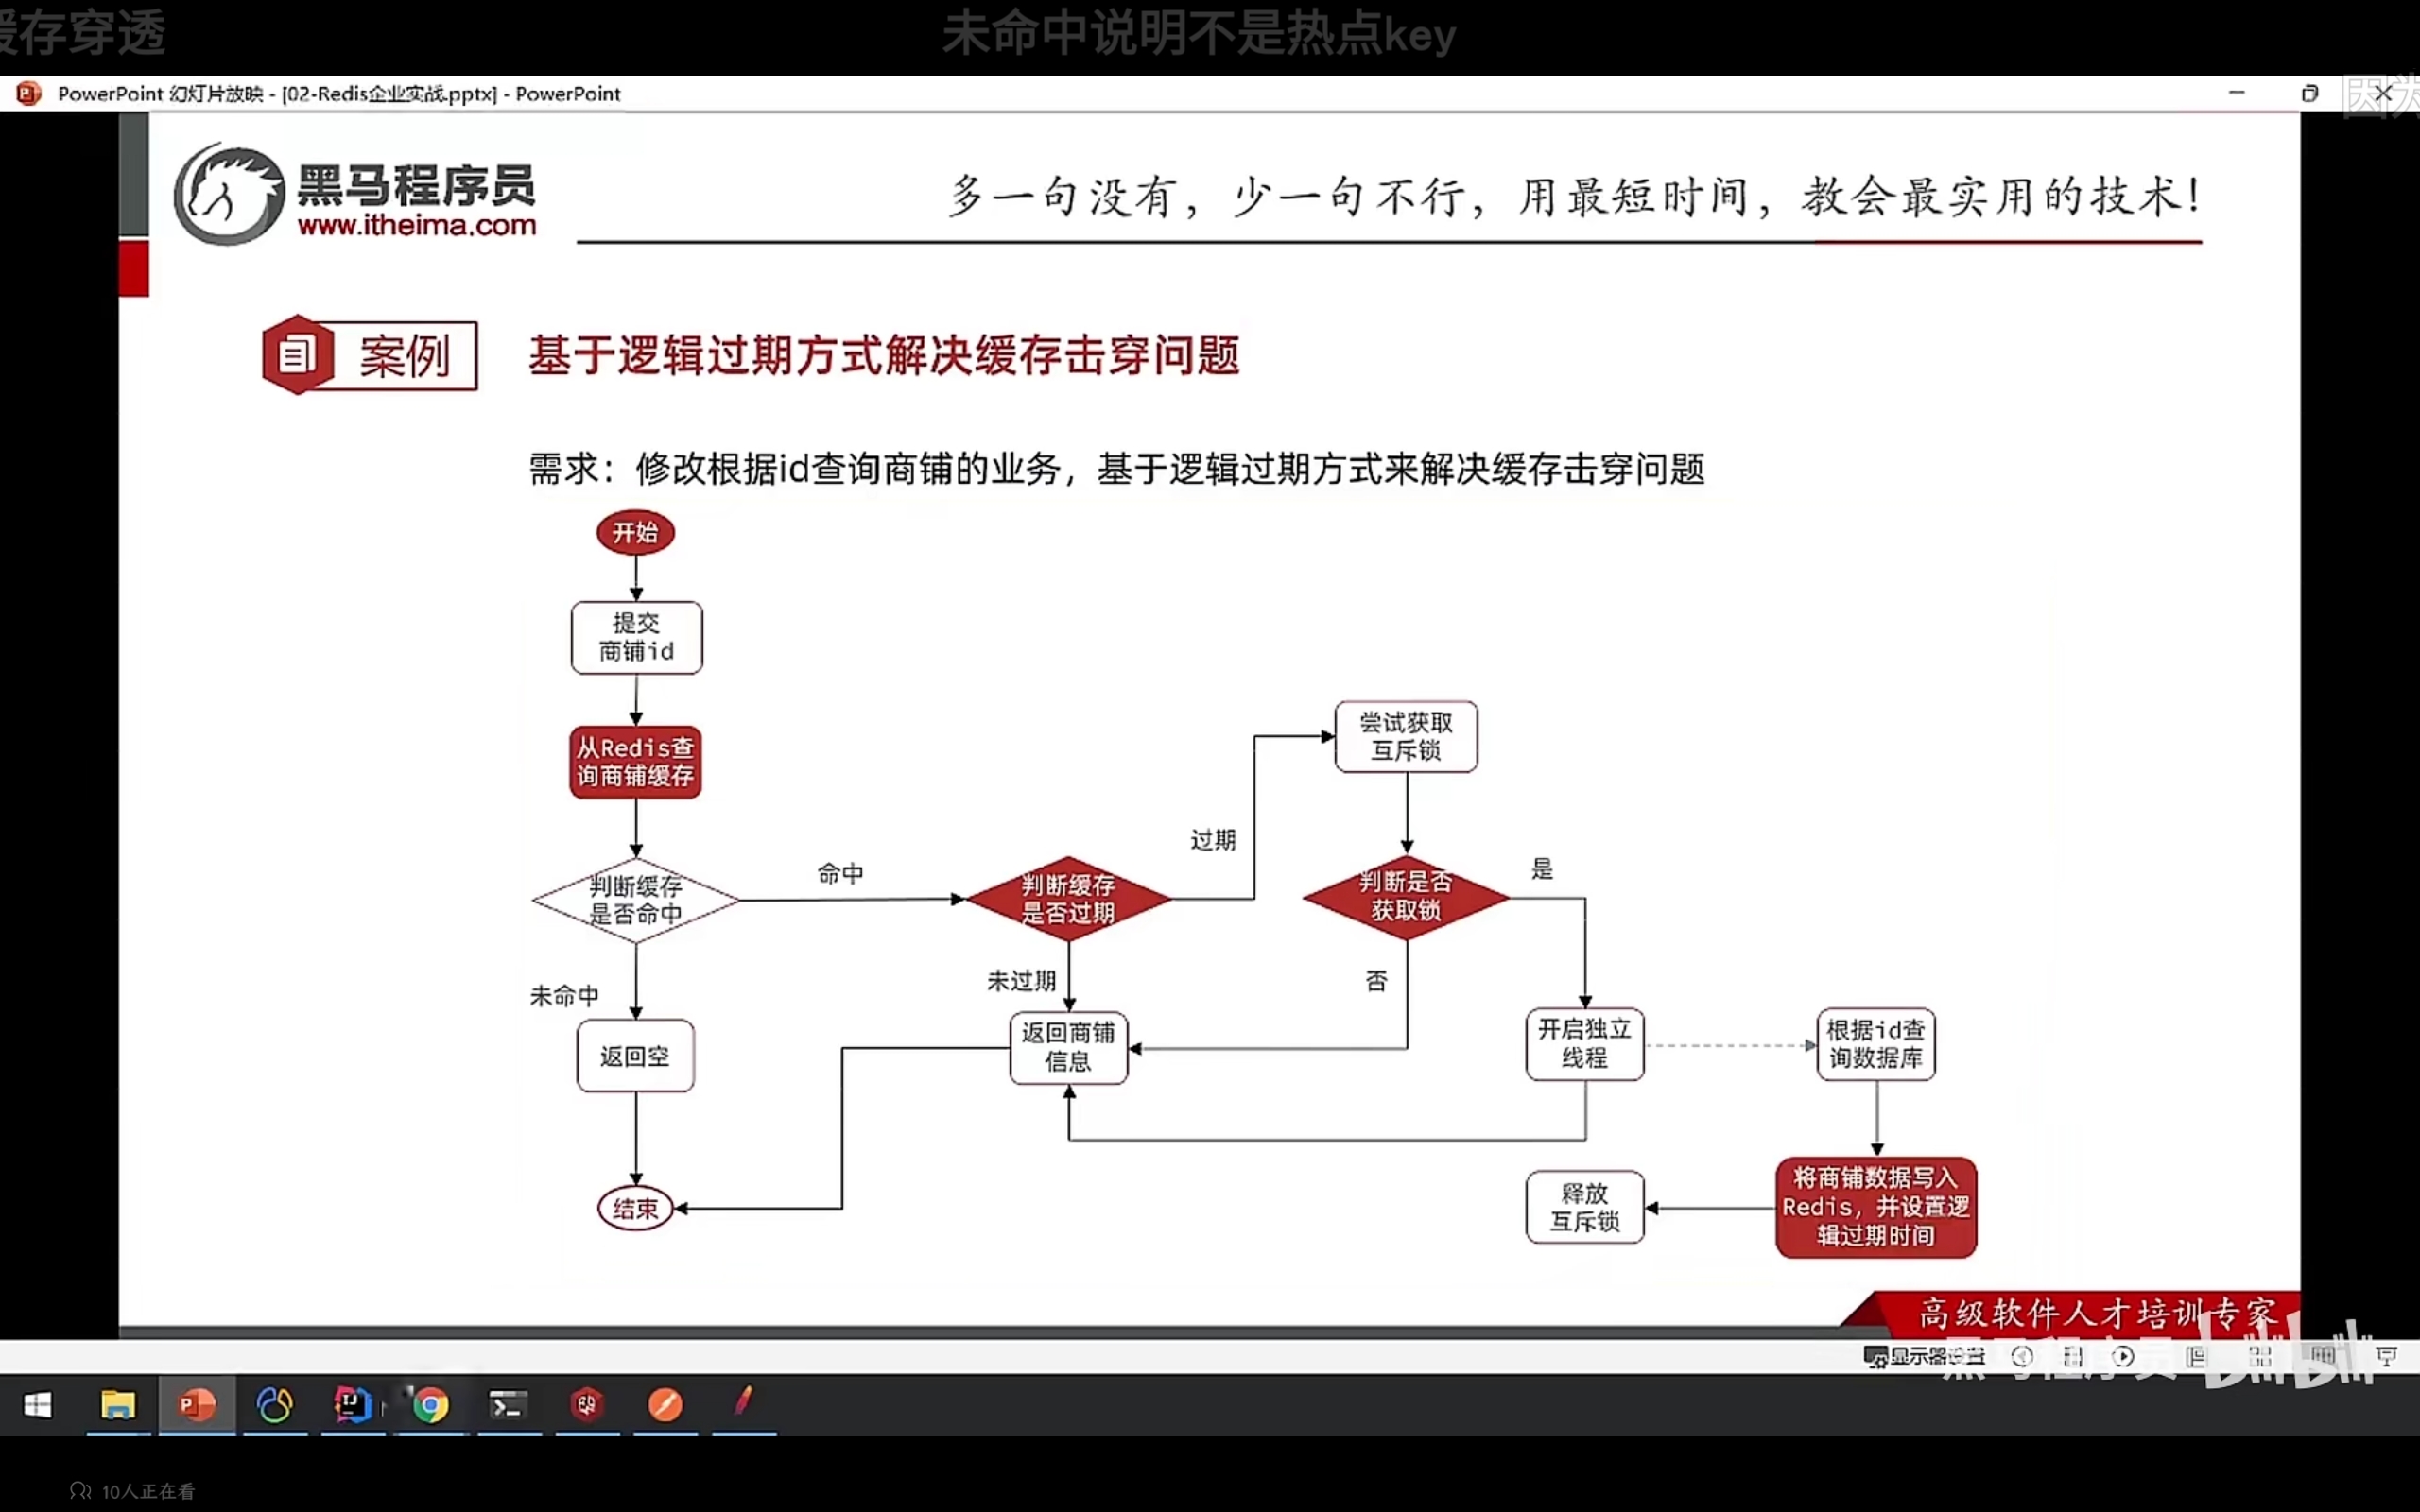 缓存穿透
未命中说明不是热点key
因为
PowerPoint 幻灯片放映 - [02-Redis企业实战.pptx] - PowerPoint
黑马程序员
www.itheima.com
多一句没有，少一句不行，用最短时间，教会最实用的技术！
案例
基于逻辑过期方式解决缓存击穿问题
需求：修改根据id查询商铺的业务，基于逻辑过期方式来解决缓存击穿问题
开始
提交
商铺id
从Redis查
询商铺缓存
判断缓存
是否命中
命中
未命中
返回空
结束
判断缓存
是否过期
过期
未过期
返回商铺
信息
尝试获取
互斥锁
判断是否
获取锁
是
否
开启独立
线程
根据id查
询数据库
将商铺数据写入
Redis，并设置逻
辑过期时间
释放
互斥锁
高级软件人才培训专家
黑马程序员 bilibili
显示器设置
10人正在看